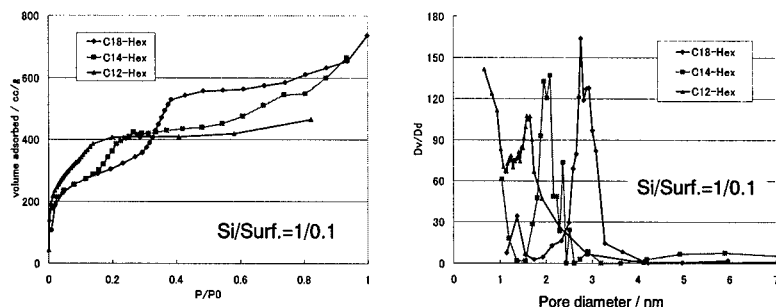 volume adsorbed / cc/g
800
600
400
200
0
C18-Hex
C14-Hex
C12-Hex
Si/Surf.=1/0.1
0 0.2 0.4 0.6 0.8 1
P/P0
Dv/Dd
180
150
120
90
60
30
0
C18-Hex
C14-Hex
C12-Hex
Si/Surf.=1/0.1
0 1 2 3 4 5 6 7
Pore diameter / nm